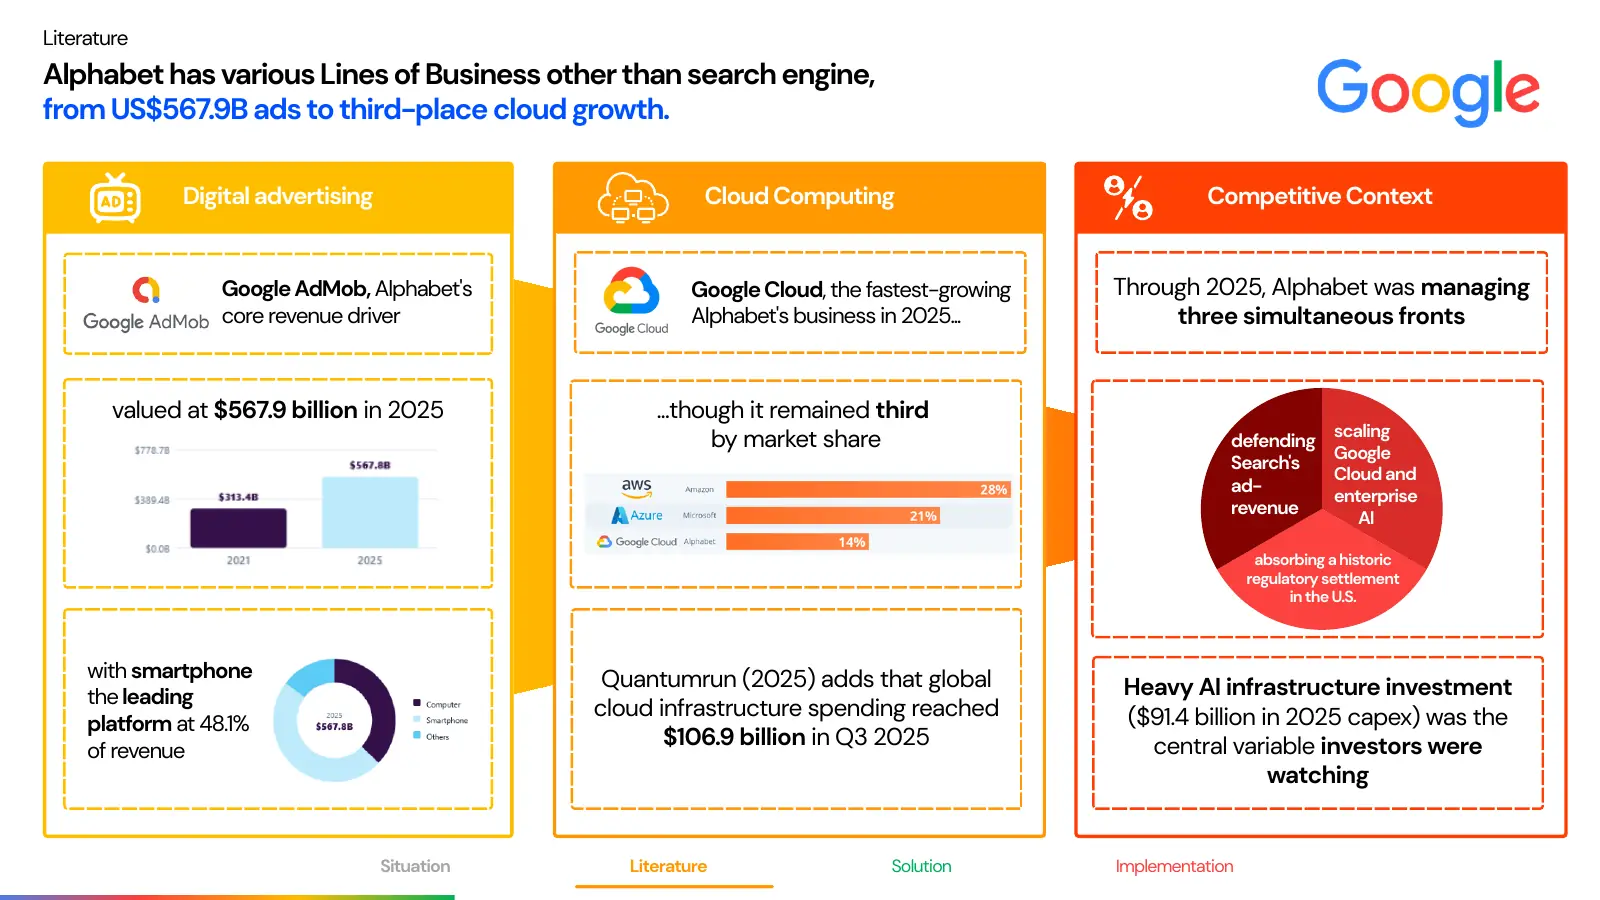 Literature
Alphabet has various Lines of Business other than search engine,
from US$567.9B ads to third-place cloud growth.
Google
AD
Digital advertising
Google AdMob
Google AdMob, Alphabet's
core revenue driver
valued at $567.9 billion in 2025
$778.7B
$389.4B
$0.0B
$313.4B
$567.8B
2021
2025
with smartphone
the leading
platform at 48.1%
of revenue
2025
$567.8B
Computer
Smartphone
Others
Cloud Computing
Google Cloud
Google Cloud, the fastest-growing
Alphabet's business in 2025...
...though it remained third
by market share
aws Amazon 28%
Azure Microsoft 21%
Google Cloud Alphabet 14%
Quantumrun (2025) adds that global
cloud infrastructure spending reached
$106.9 billion in Q3 2025
Competitive Context
Through 2025, Alphabet was managing
three simultaneous fronts
defending
Search's
ad-
revenue
scaling
Google
Cloud and
enterprise
AI
absorbing a historic
regulatory settlement
in the U.S.
Heavy AI infrastructure investment
($91.4 billion in 2025 capex) was the
central variable investors were
watching
Situation
Literature
Solution
Implementation